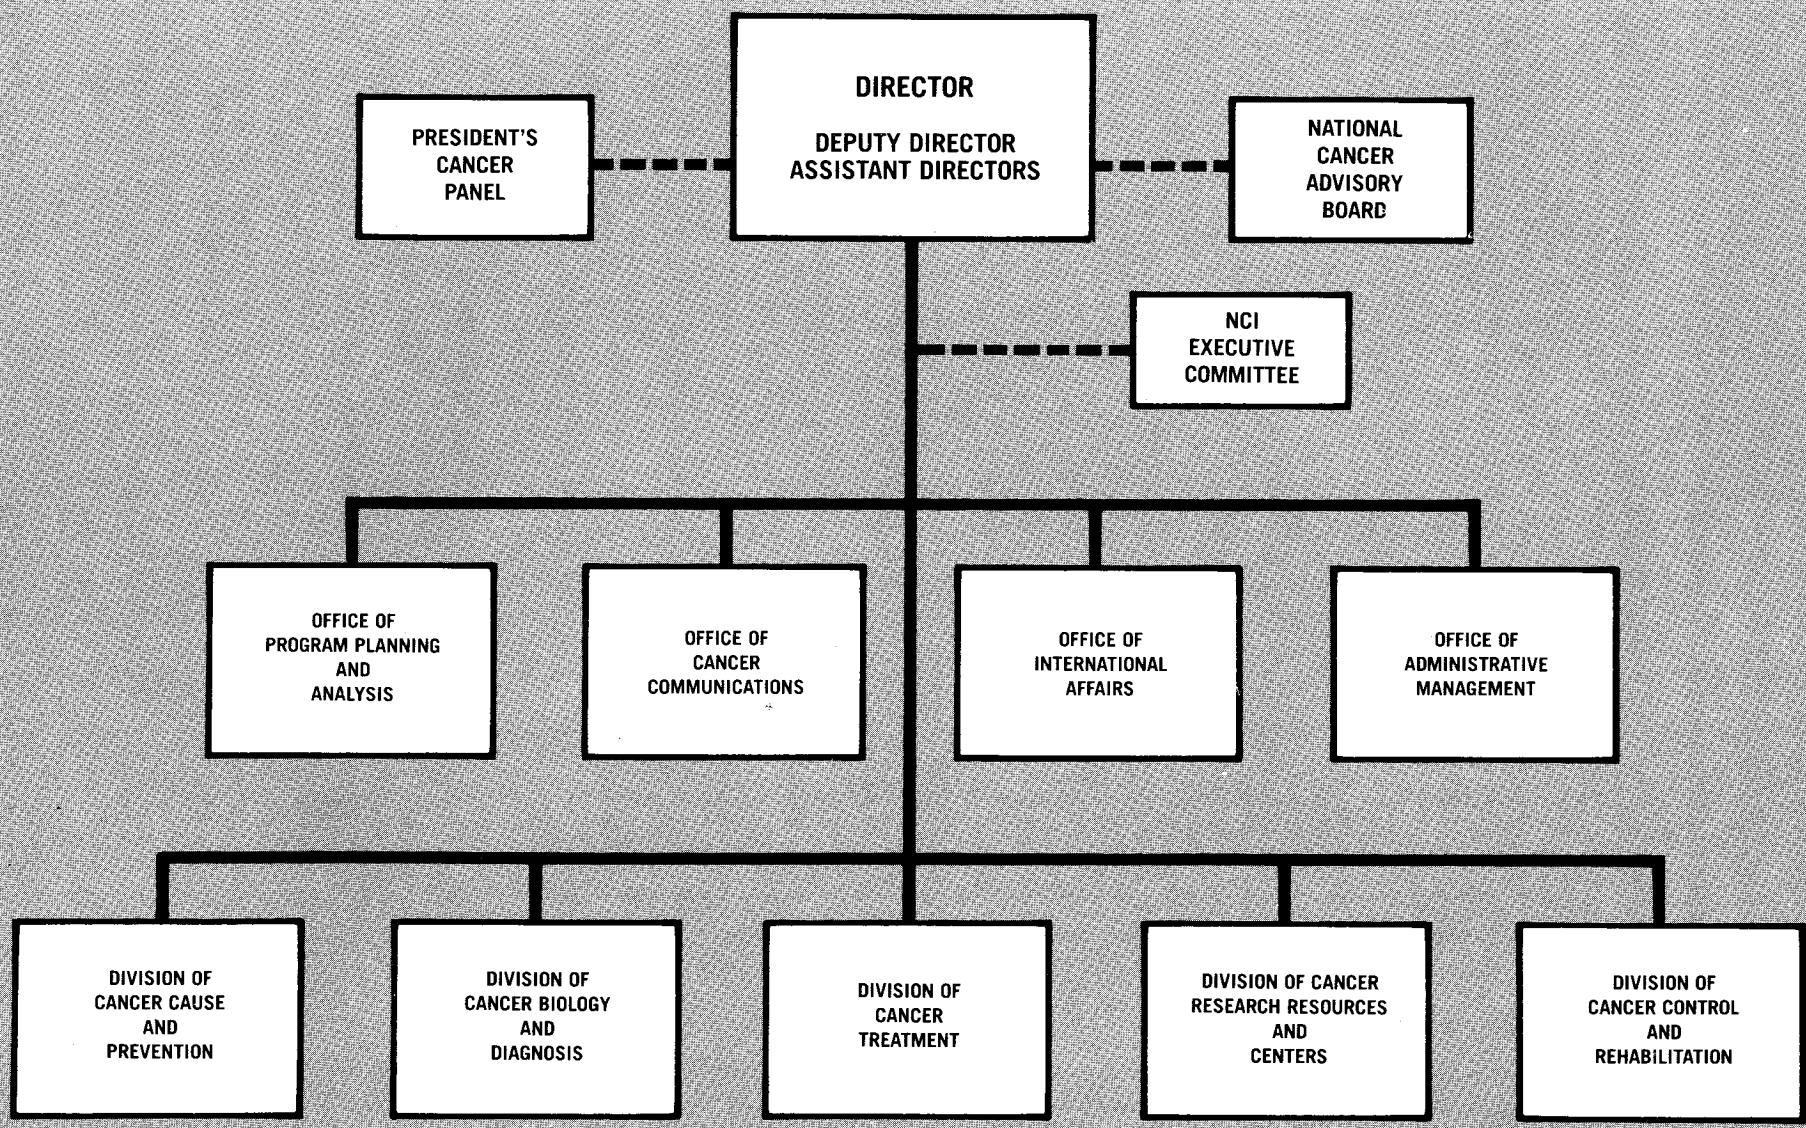 DIRECTOR
DEPUTY DIRECTOR
ASSISTANT DIRECTORS
PRESIDENT'S
CANCER
PANEL
NATIONAL
CANCER
ADVISORY
BOARD
NCI
EXECUTIVE
COMMITTEE
OFFICE OF
PROGRAM PLANNING
AND
ANALYSIS
OFFICE OF
CANCER
COMMUNICATIONS
OFFICE OF
INTERNATIONAL
AFFAIRS
OFFICE OF
ADMINISTRATIVE
MANAGEMENT
DIVISION OF
CANCER CAUSE
AND
PREVENTION
DIVISION OF
CANCER BIOLOGY
AND
DIAGNOSIS
DIVISION OF
CANCER
TREATMENT
DIVISION OF CANCER
RESEARCH RESOURCES
AND
CENTERS
DIVISION OF
CANCER CONTROL
AND
REHABILITATION